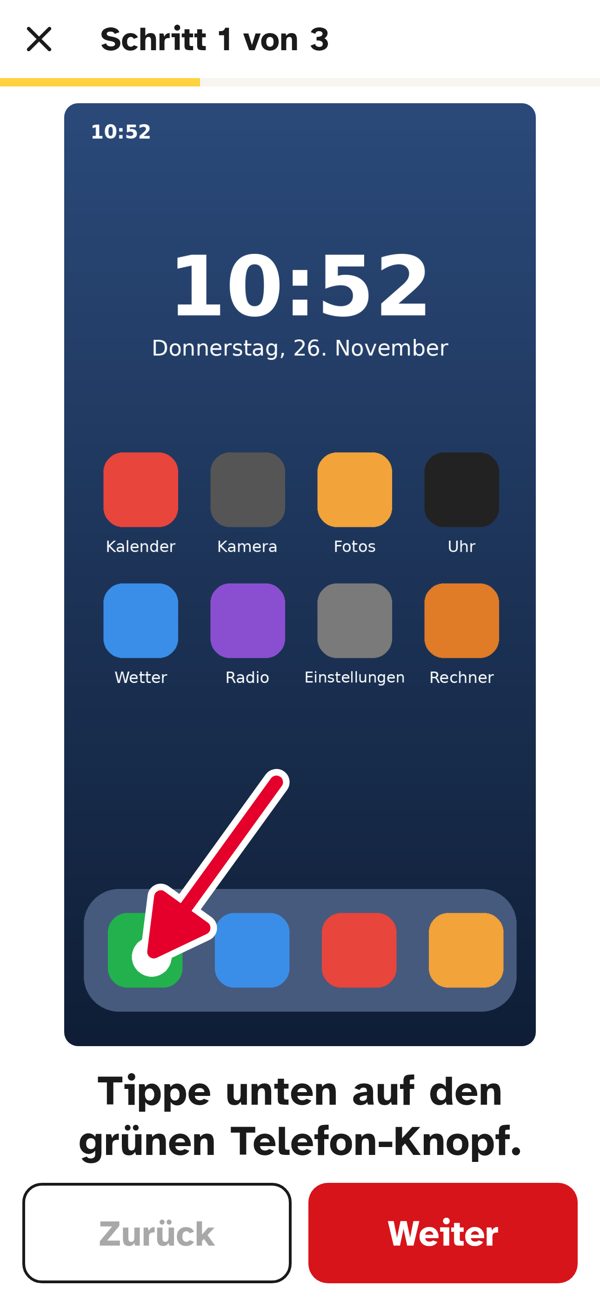 Schritt 1 von 3
10:52
10:52
Donnerstag, 26. November
Kalender Kamera Fotos Uhr
Wetter Radio Einstellungen Rechner
Tippe unten auf den
grünen Telefon-Knopf.
Zurück Weiter